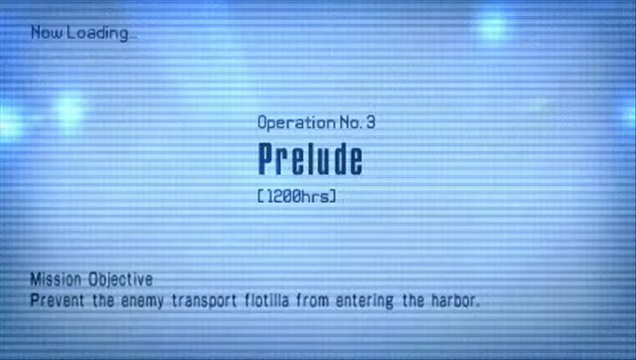 Now Loading...
Operation No. 3
Prelude
[1200hrs]
Mission Objective
Prevent the enemy transport flotilla from entering the harbor.